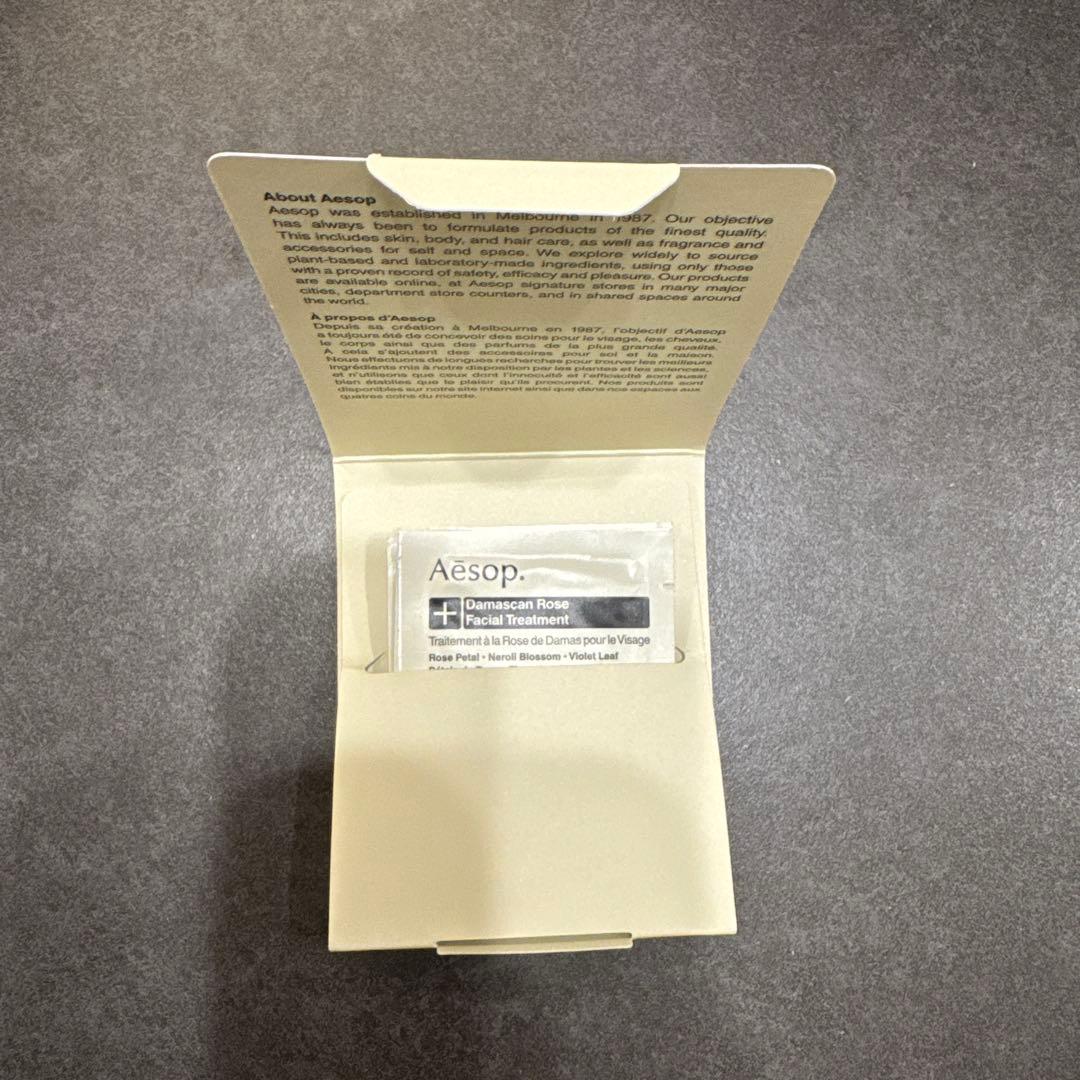 About Aesop
Aesop was established in Melbourne in 1987. Our objective
has always been to formulate products of the finest quality.
This includes skin, body, and hair care, as well as fragrance and
accessories for self and space. We explore widely to source
plant-based and laboratory-made ingredients, using only those
with a proven record of safety, efficacy and pleasure. Our products
are available online, at Aesop signature stores in many major
cities, department store counters, and in shared spaces around
the world.
À propos d'Aesop
Depuis sa création à Melbourne en 1987, l'objectif d'Aesop
a toujours été de concevoir des soins pour le visage, les cheveux,
le corps ainsi que des parfums de la plus grande qualité.
À cela s'ajoutent des accessoires pour soi et la maison.
Nous effectuons de longues recherches pour trouver les meilleurs
ingrédients mis à notre disposition par les plantes et les sciences,
et n'utilisons que ceux dont l'innocuité et l'efficacité sont aussi
bien établies que le plaisir qu'ils procurent. Nos produits sont
disponibles sur notre site internet ainsi que dans nos espaces aux
quatre coins du monde.
Aēsop.
+ Damascan Rose
Facial Treatment
Traitement à la Rose de Damas pour le Visage
Rose Petal • Neroli Blossom • Violet Leaf